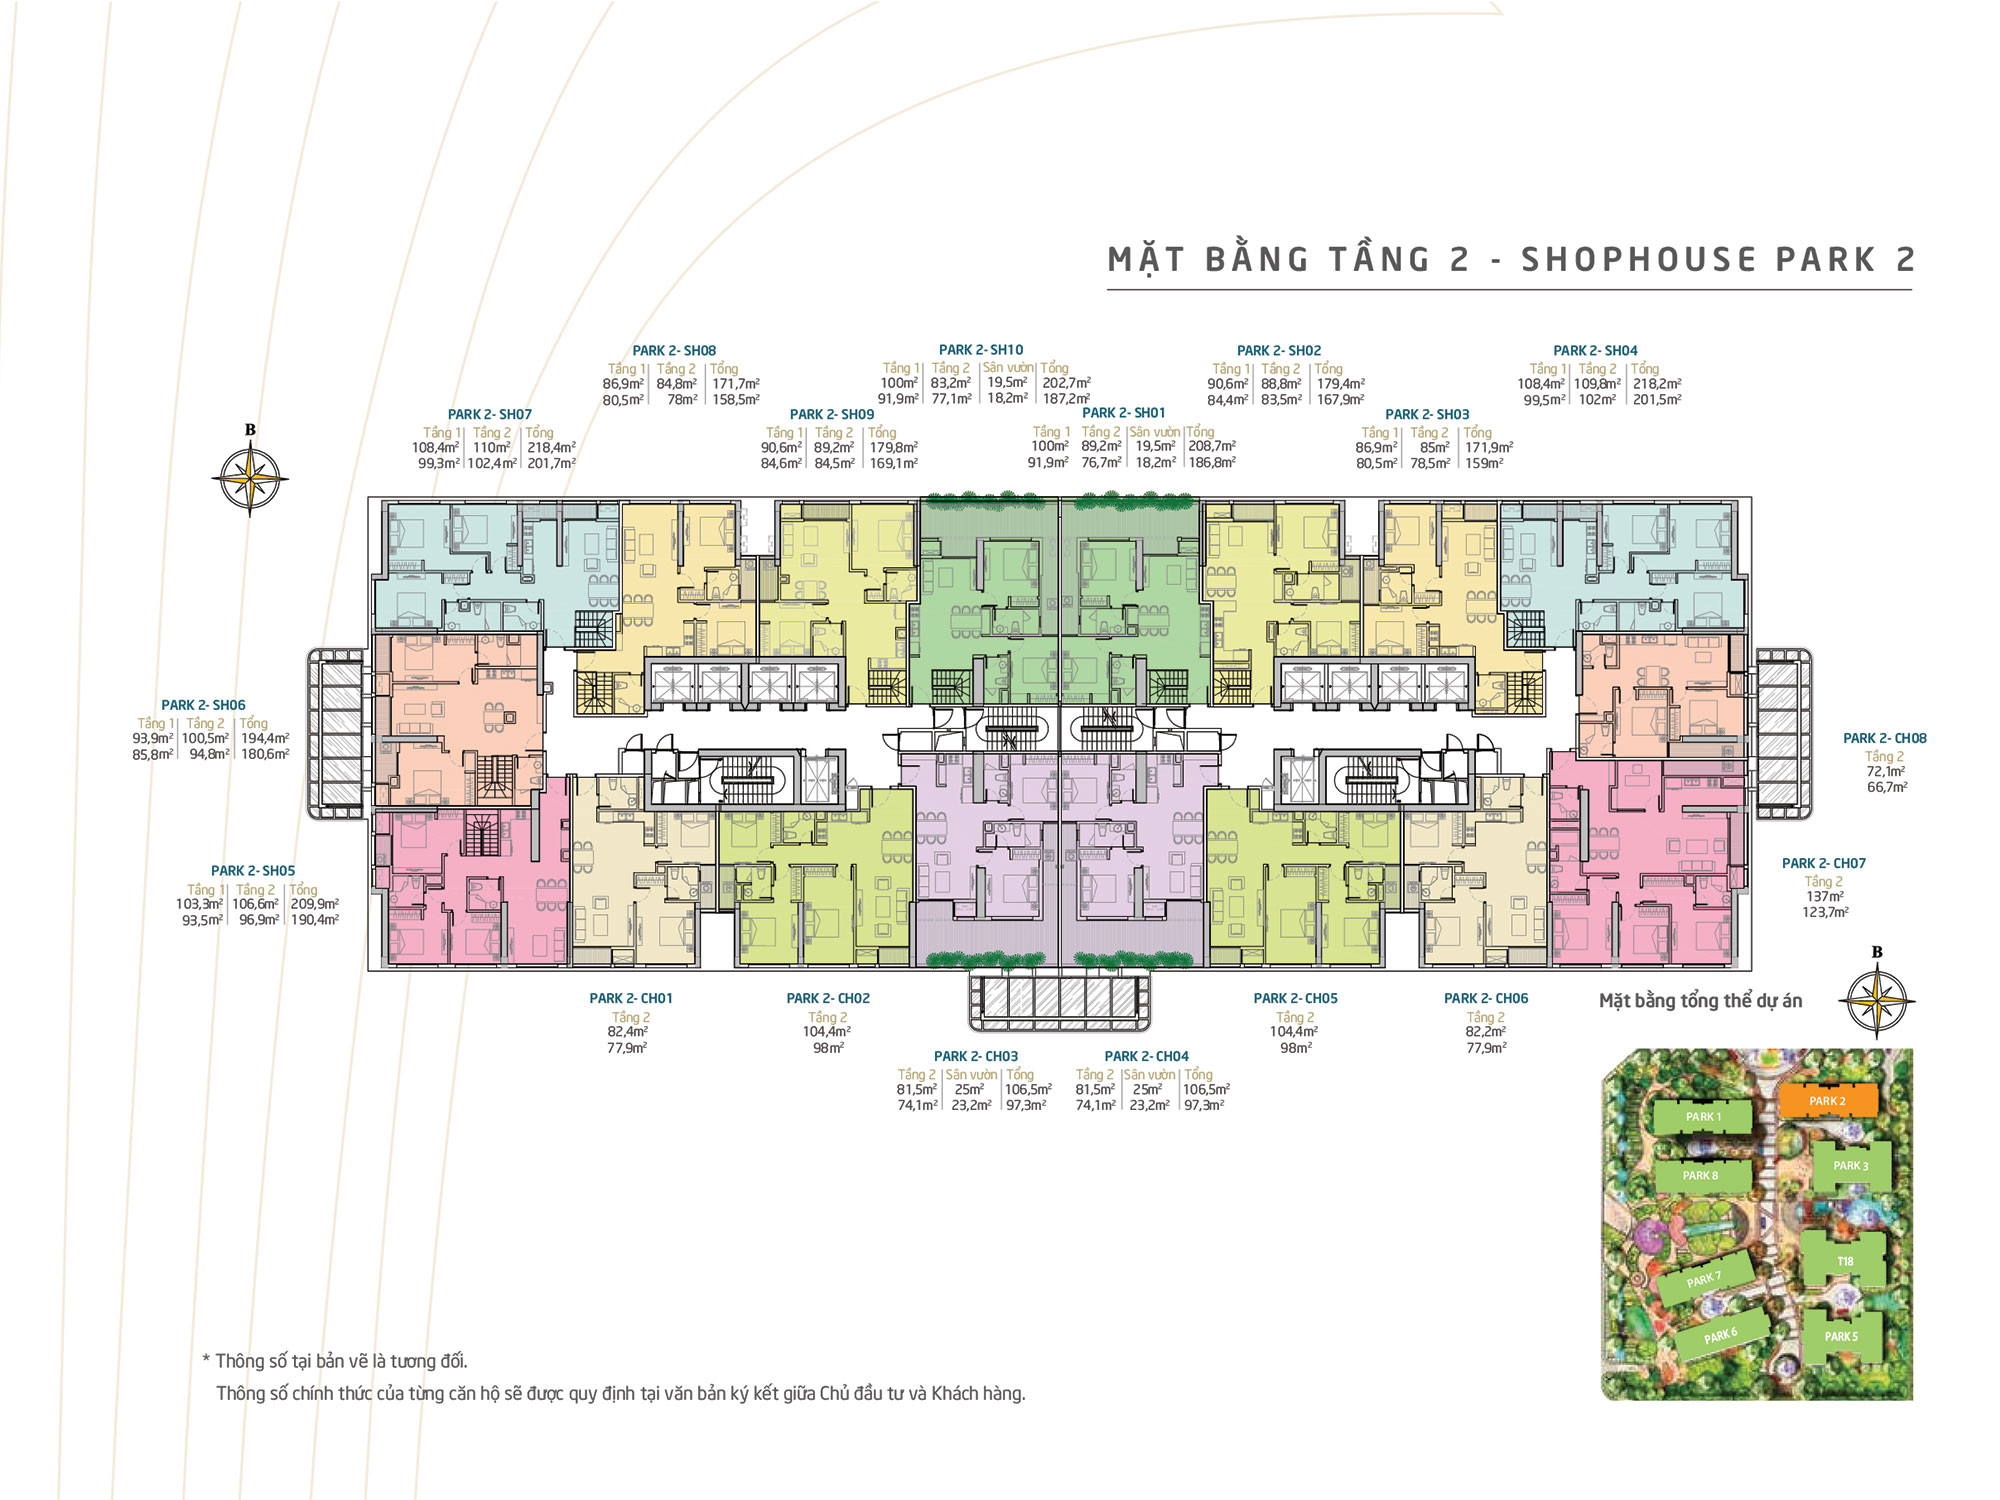 MẶT BẰNG TẦNG 2 - SHOPHOUSE PARK 2
PARK 2- SH08
Tầng 1 Tầng 2 Tổng
86,9m² 84,8m² 171,7m²
80,5m² 78m² 158,5m²
PARK 2- SH10
Tầng 1 Tầng 2 Sân vườn Tổng
100m² 83,2m² 19,5m² 202,7m²
91,9m² 77,1m² 18,2m² 187,2m²
PARK 2- SH02
Tầng 1 Tầng 2 Tổng
90,6m² 88,8m² 179,4m²
84,4m² 83,5m² 167,9m²
PARK 2- SH04
Tầng 1 Tầng 2 Tổng
108,4m² 109,8m² 218,2m²
99,5m² 102m² 201,5m²
PARK 2- SH07
Tầng 1 Tầng 2 Tổng
108,4m² 110m² 218,4m²
99,3m² 102,4m² 201,7m²
PARK 2- SH09
Tầng 1 Tầng 2 Tổng
90,6m² 89,2m² 179,8m²
84,6m² 84,5m² 169,1m²
PARK 2- SH01
Tầng 1 Tầng 2 Sân vườn Tổng
100m² 89,2m² 19,5m² 208,7m²
91,9m² 76,7m² 18,2m² 186,8m²
PARK 2- SH03
Tầng 1 Tầng 2 Tổng
86,9m² 85m² 171,9m²
80,5m² 78,5m² 159m²
B
PARK 2- SH06
Tầng 1 Tầng 2 Tổng
93,9m² 100,5m² 194,4m²
85,8m² 94,8m² 180,6m²
PARK 2- CH08
Tầng 2
72,1m²
66,7m²
PARK 2- SH05
Tầng 1 Tầng 2 Tổng
103,3m² 106,6m² 209,9m²
93,5m² 96,9m² 190,4m²
PARK 2- CH07
Tầng 2
137m²
123,7m²
PARK 2- CH01
Tầng 2
82,4m²
77,9m²
PARK 2- CH02
Tầng 2
104,4m²
98m²
PARK 2- CH05
Tầng 2
104,4m²
98m²
PARK 2- CH06
Tầng 2
82,2m²
77,9m²
PARK 2- CH03
Tầng 2 Sân vườn Tổng
81,5m² 25m² 106,5m²
74,1m² 23,2m² 97,3m²
PARK 2- CH04
Tầng 2 Sân vườn Tổng
81,5m² 25m² 106,5m²
74,1m² 23,2m² 97,3m²
B
Mặt bằng tổng thể dự án
PARK 2
PARK 1
PARK 3
PARK 8
T18
PARK 7
PARK 6
PARK 5
* Thông số tại bản vẽ là tương đối.
Thông số chính thức của từng căn hộ sẽ được quy định tại văn bản ký kết giữa Chủ đầu tư và Khách hàng.